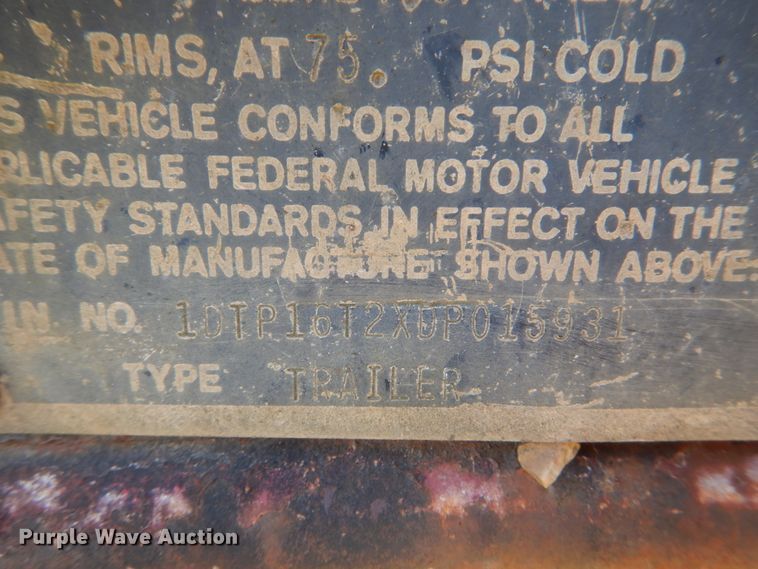 RIMS, AT 75. PSI COLD
S VEHICLE CONFORMS TO ALL
PLICABLE FEDERAL MOTOR VEHICLE
AFETY STANDARDS IN EFFECT ON THE
ATE OF MANUFACTURE SHOWN ABOVE.
I.N. NO. 1DTP16T2XDP015931
TYPE TRAILER
Purple Wave Auction